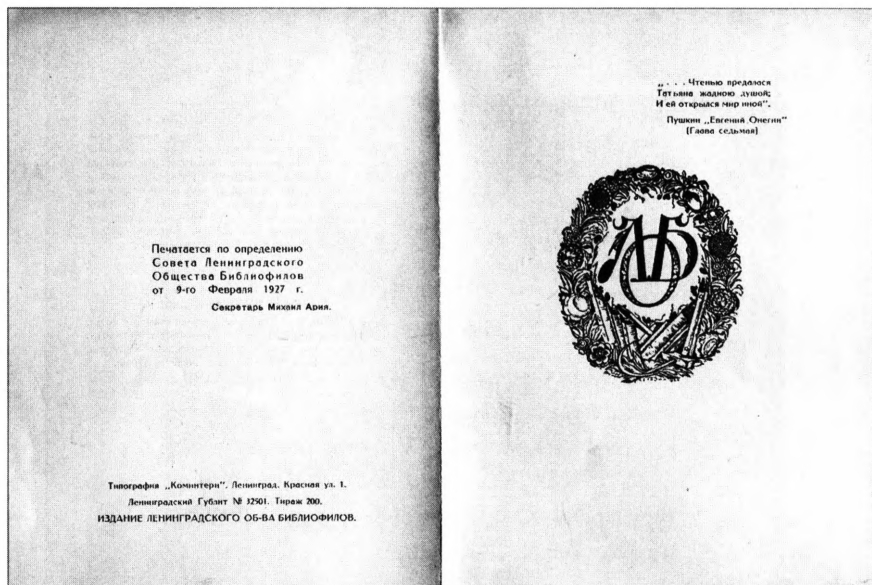 Печатается по определению
Совета Ленинградского
Общества Библиофилов
от 9-го Февраля 1927 г.
Секретарь Михаил Ария.
Типография „Коминтерн", Ленинград, Красная ул. 1.
Ленинградский Гублит № 32901. Тираж 200.
ИЗДАНИЕ ЛЕНИНГРАДСКОГО ОБ-ВА БИБЛИОФИЛОВ.
„ . . . Чтенью предалася
Татьяна жадною душой;
И ей открылся мир иной".
Пушкин „Евгений Онегин"
(Глава седьмая)
ЛОБ